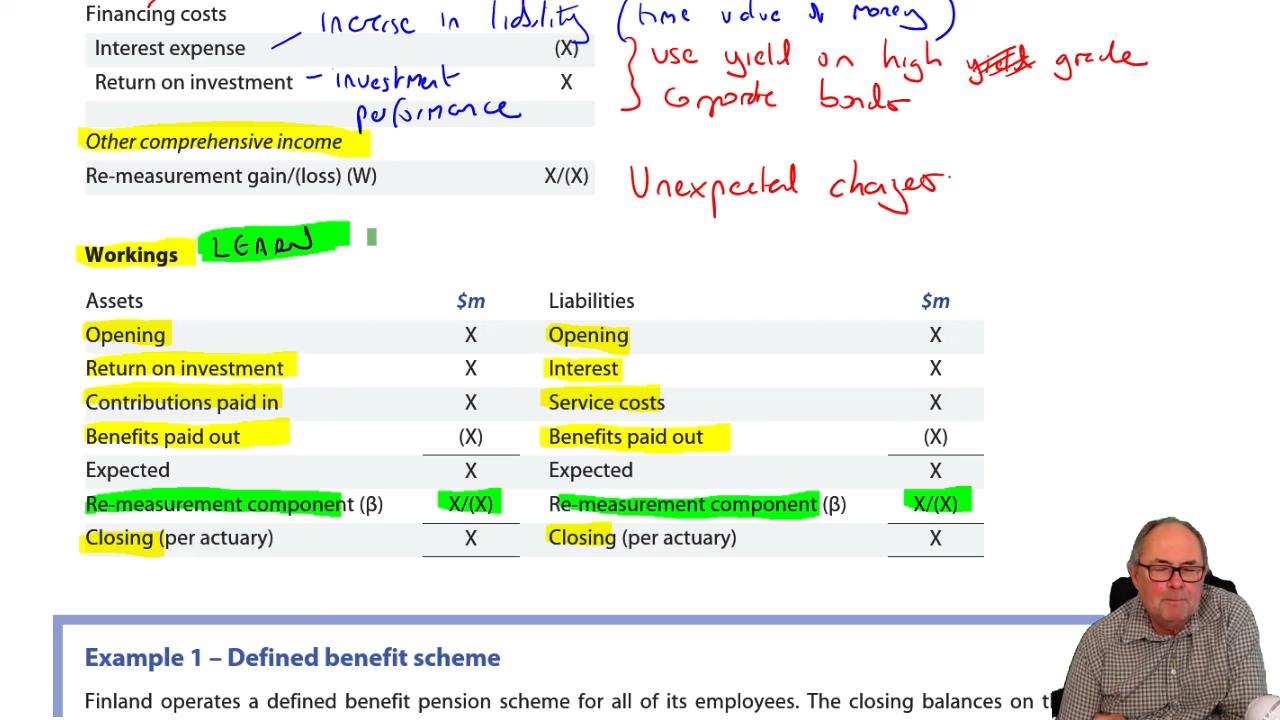 Financing costs
increase in liability (time value of money)
Interest expense (X)
use yield on high grade
Return on investment – investment X
performance
corporate bonds
Other comprehensive income
Re-measurement gain/(loss) (W) X/(X)
Unexpected changes.
Workings LEARN
Assets $m Liabilities $m
Opening X Opening X
Return on investment X Interest X
Contributions paid in X Service costs X
Benefits paid out (X) Benefits paid out (X)
Expected X Expected X
Re-measurement component (β) X/(X) Re-measurement component (β) X/(X)
Closing (per actuary) X Closing (per actuary) X
Example 1 – Defined benefit scheme
Finland operates a defined benefit pension scheme for all of its employees. The closing balances on